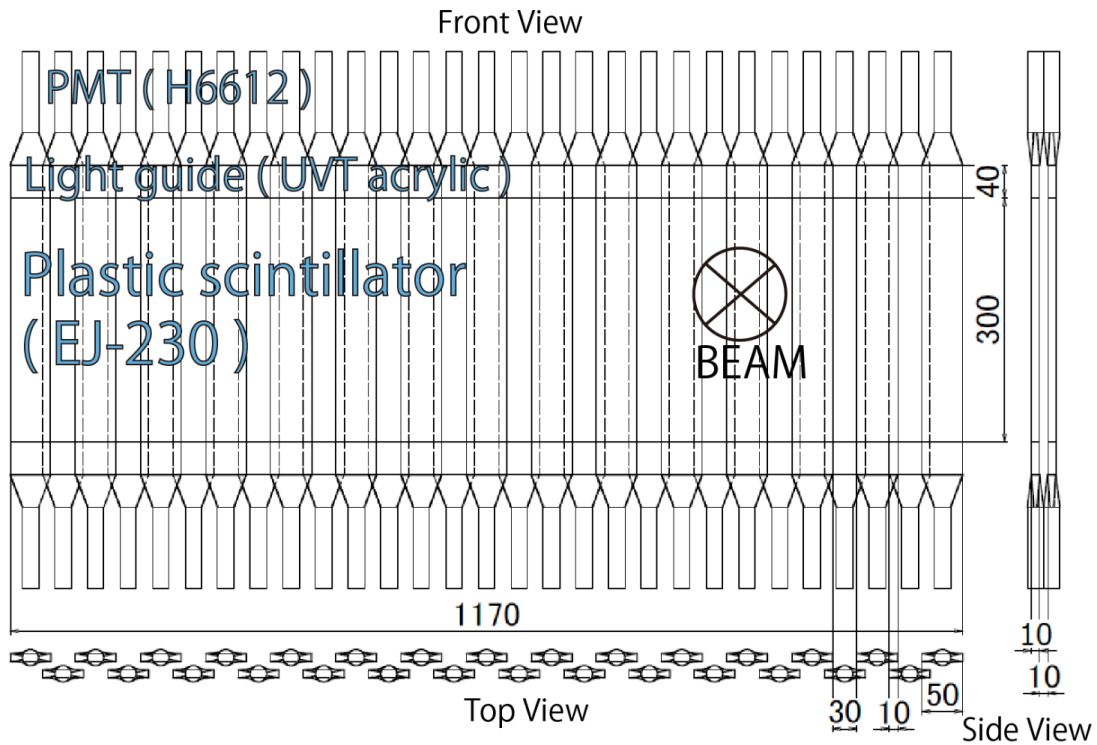 Front View
PMT ( H6612 )
Light guide ( UVT acrylic )
40
Plastic scintillator
( EJ-230 )
300
BEAM
1170
10
10
30
10
50
Top View
Side View